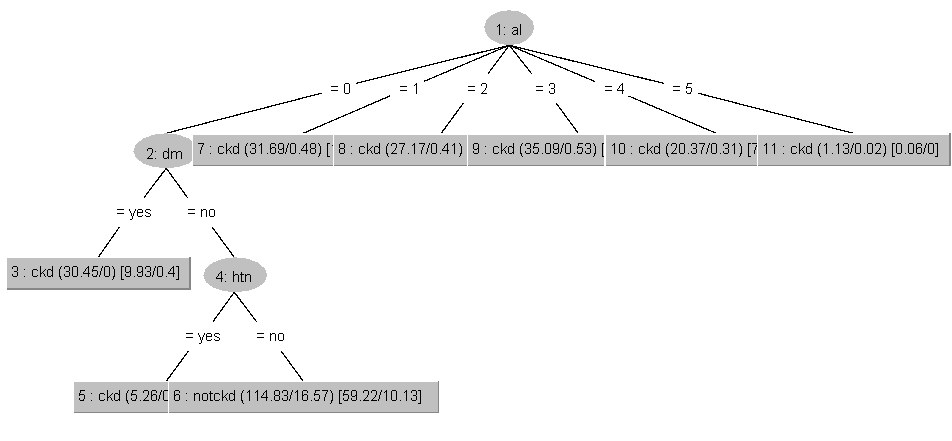 1: al
= 0
= 1
= 2
= 3
= 4
= 5
2: dm
7 : ckd (31.69/0.48) [
8 : ckd (27.17/0.41)
9 : ckd (35.09/0.53) [
10 : ckd (20.37/0.31) [7
11 : ckd (1.13/0.02) [0.06/0]
= yes
= no
3 : ckd (30.45/0) [9.93/0.4]
4: htn
= yes
= no
5 : ckd (5.26/0
6 : notckd (114.83/16.57) [59.22/10.13]